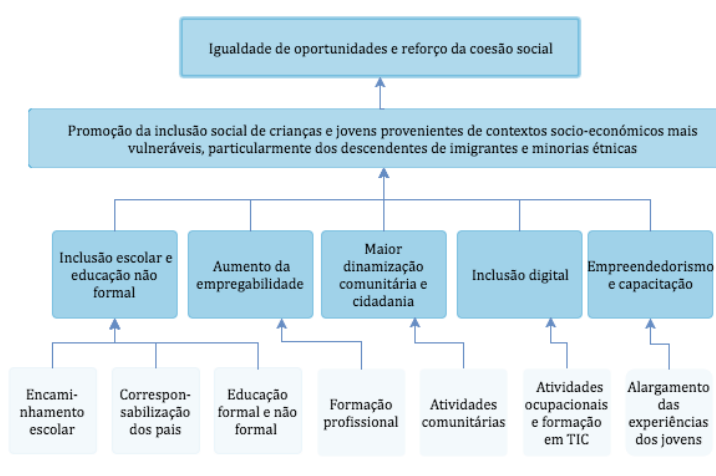 Igualdade de oportunidades e reforço da coesão social
Promoção da inclusão social de crianças e jovens provenientes de contextos socio-económicos mais
vulneráveis, particularmente dos descendentes de imigrantes e minorias étnicas
Inclusão escolar e
educação não
formal
Aumento da
empregabilidade
Maior
dinamização
comunitária e
cidadania
Inclusão digital
Empreendedorismo
e capacitação
Encami-
nhamento
escolar
Correspon-
sabilização
dos pais
Educação
formal e não
formal
Formação
profissional
Atividades
comunitárias
Atividades
ocupacionais
e formação
em TIC
Alargamento
das
experiências
dos jovens